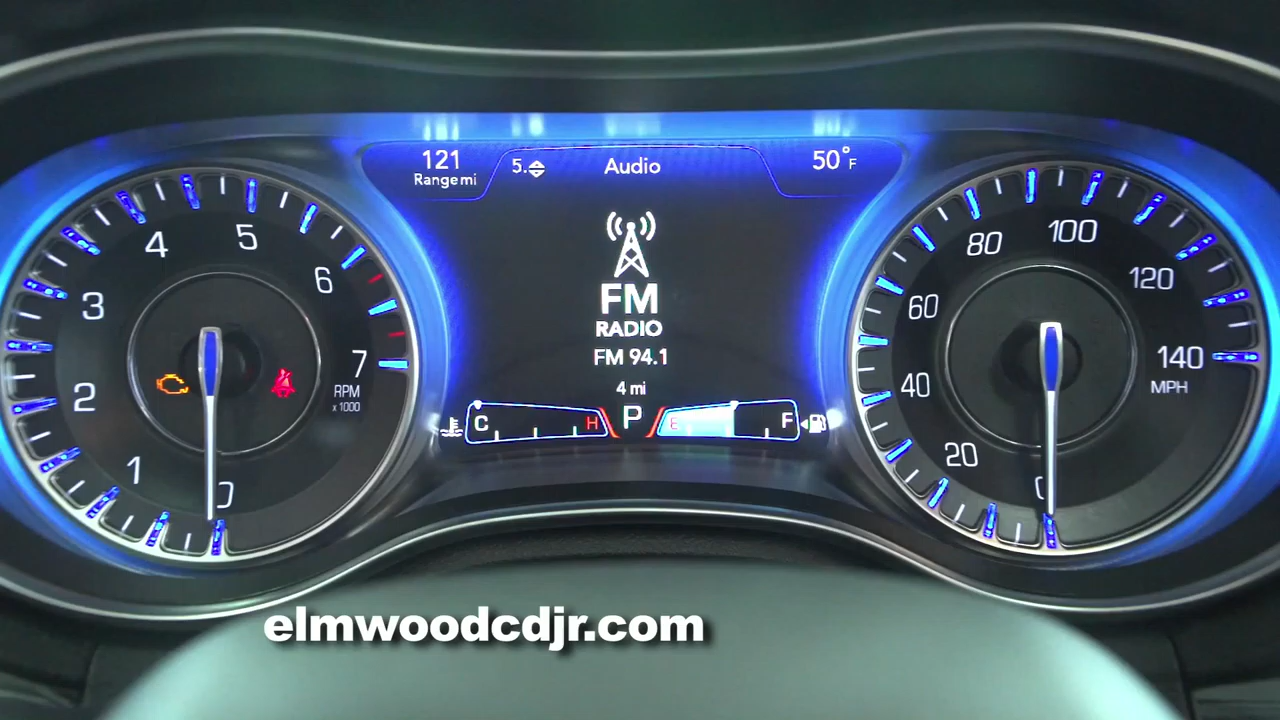 121
Range mi
5.
Audio
50°F
4
5
3
6
2
7
RPM
x 1000
1
0
FM
RADIO
FM 94.1
4 mi
C
H
P
E
F
80
100
60
120
40
140
MPH
20
0
elmwoodcdjr.com